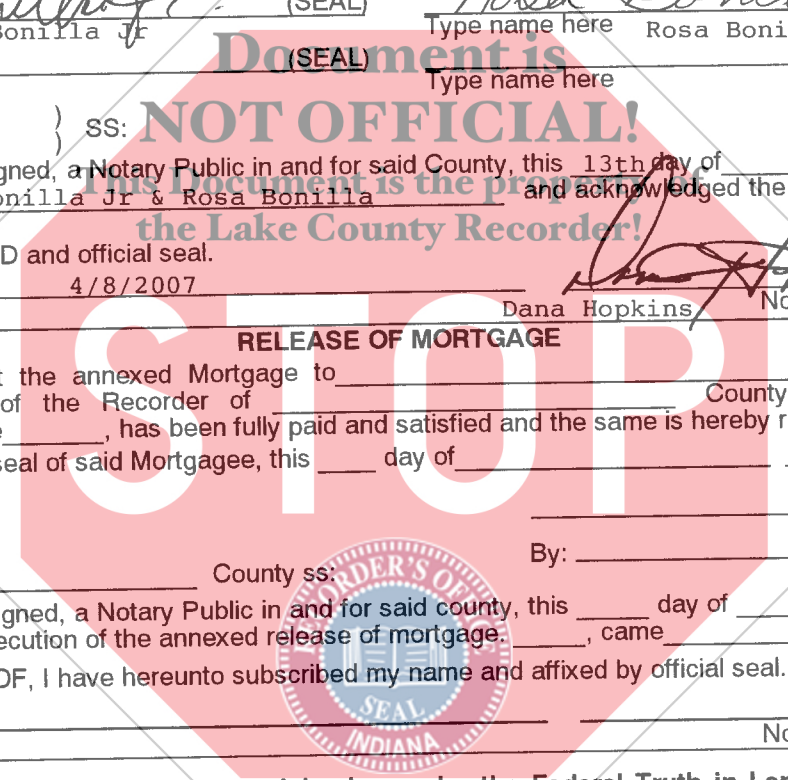 (SEAL)
Bonilla Jr
Type name here Rosa Boni
Document is
(SEAL)
Type name here
NOT OFFICIAL!
SS:
gned, a Notary Public in and for said County, this 13th day of
This Document is the property of
onilla Jr & Rosa Bonilla and acknowledged the
the Lake County Recorder!
D and official seal.
4/8/2007
Dana Hopkins No
RELEASE OF MORTGAGE
STOP
t the annexed Mortgage to
of the Recorder of County
e , has been fully paid and satisfied and the same is hereby r
seal of said Mortgagee, this day of
By:
County ss:
RECORDER'S OFFICE
gned, a Notary Public in and for said county, this day of
ecution of the annexed release of mortgage. , came
OF, I have hereunto subscribed my name and affixed by official seal.
SEAL
INDIANA
No